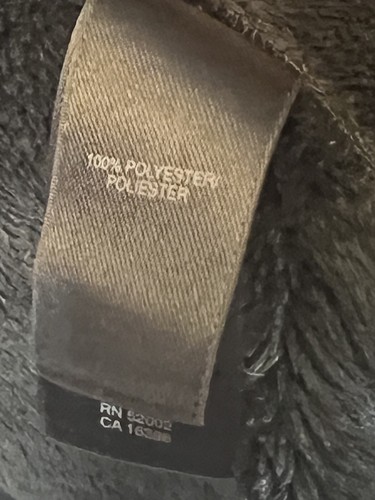 100% POLYESTER/
POLIESTER
RN 52002
CA